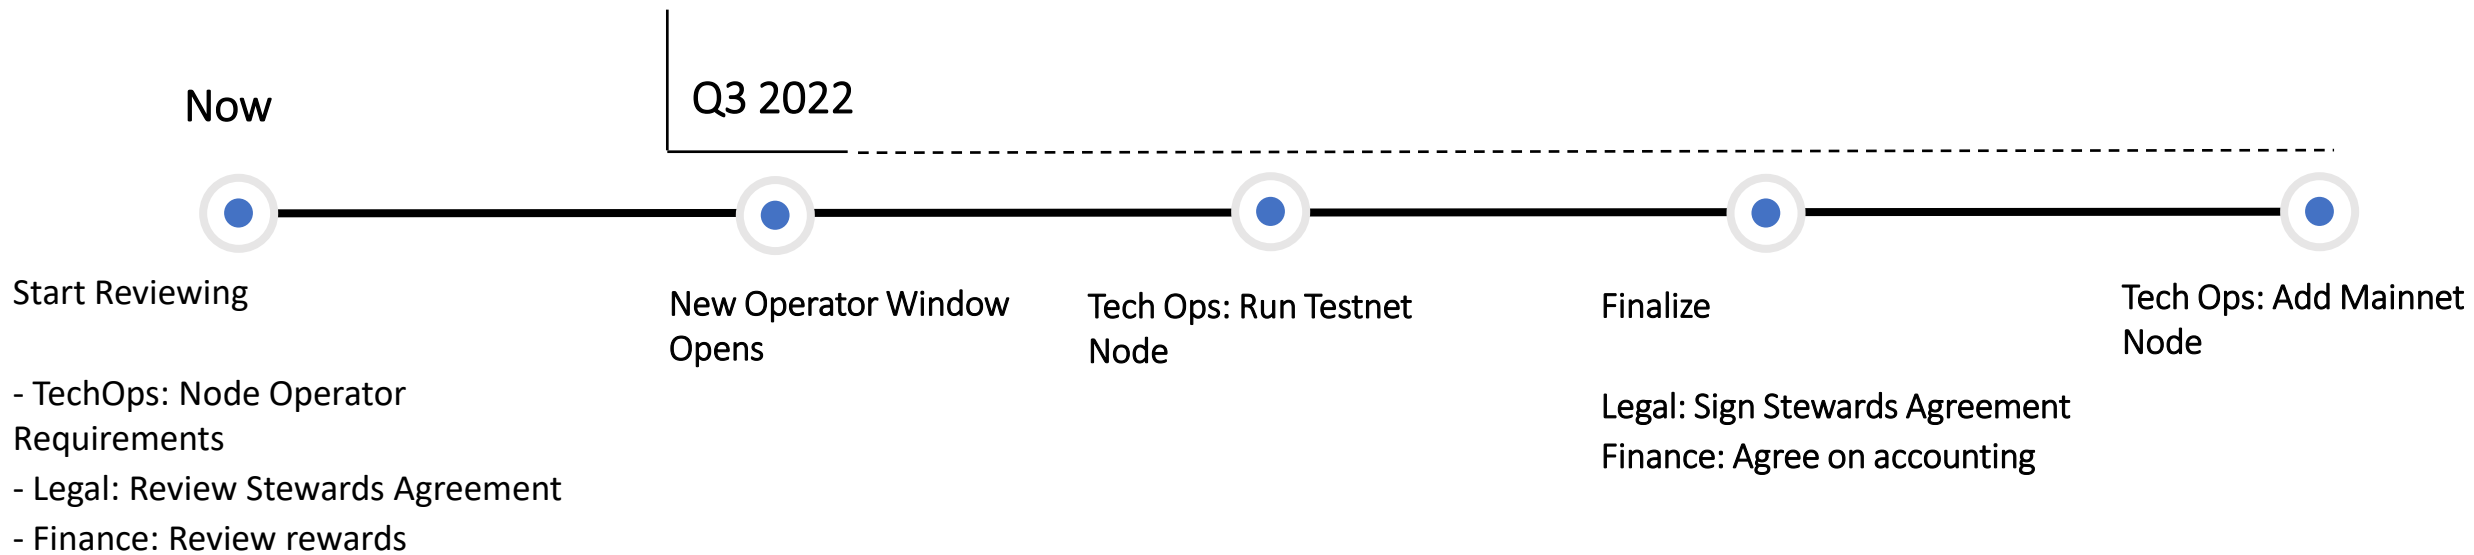 Now
Q3 2022
Start Reviewing
- TechOps: Node Operator
Requirements
- Legal: Review Stewards Agreement
- Finance: Review rewards
New Operator Window
Opens
Tech Ops: Run Testnet
Node
Finalize
Legal: Sign Stewards Agreement
Finance: Agree on accounting
Tech Ops: Add Mainnet
Node